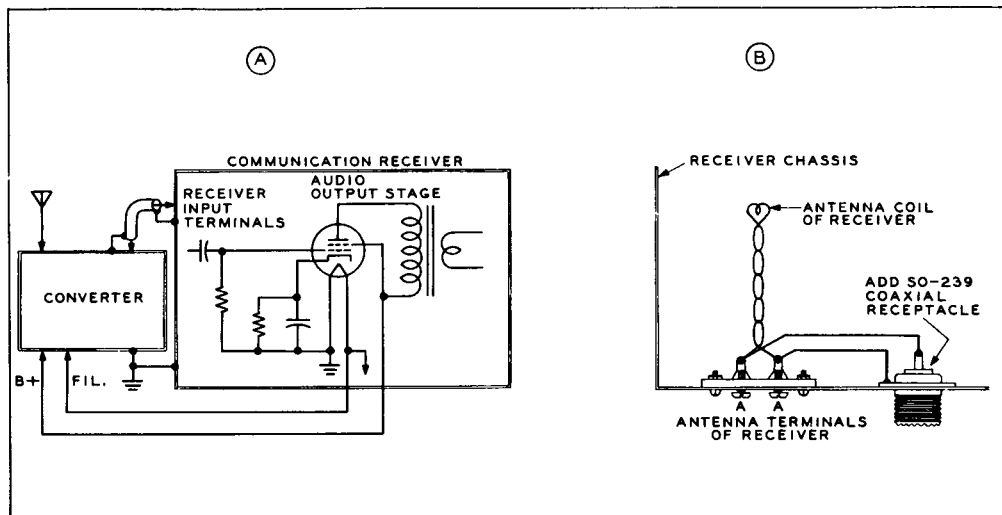 A
COMMUNICATION RECEIVER
RECEIVER
INPUT
TERMINALS
AUDIO
OUTPUT STAGE
CONVERTER
B+
FIL.
B
RECEIVER CHASSIS
ANTENNA COIL
OF RECEIVER
ADD SO-239
COAXIAL
RECEPTACLE
A
A
ANTENNA TERMINALS
OF RECEIVER